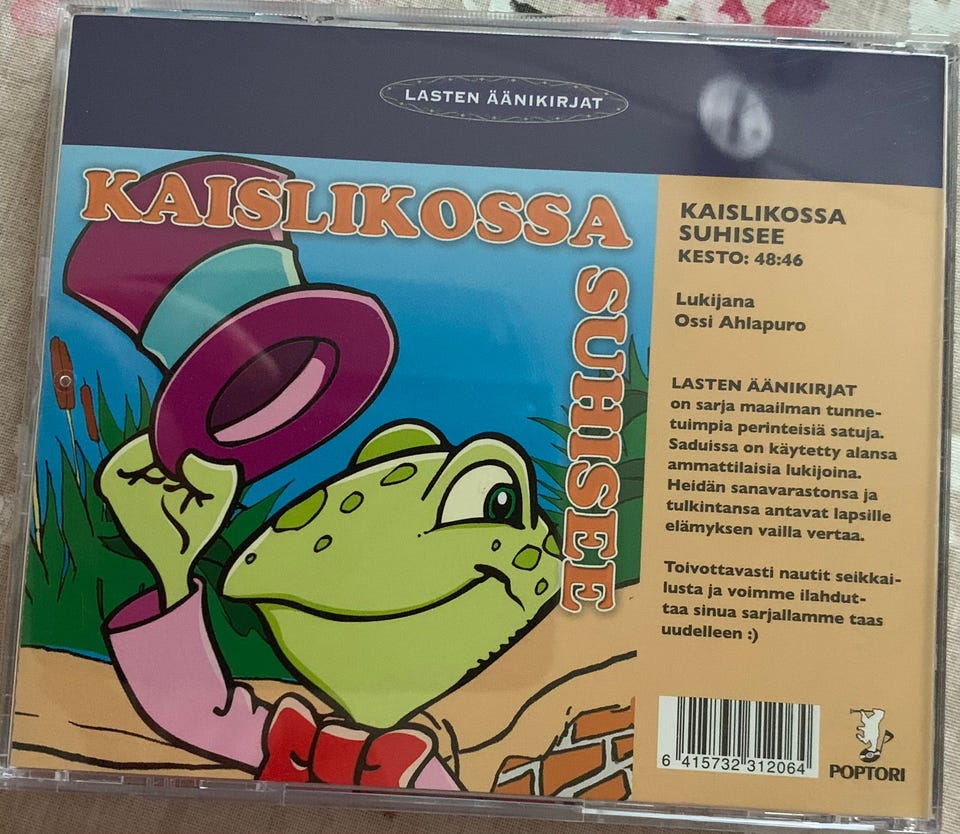 LASTEN ÄÄNIKIRJAT
KAISLIKOSSA
SUHISEE
KAISLIKOSSA
SUHISEE
KESTO: 48:46
Lukijana
Ossi Ahlapuro
LASTEN ÄÄNIKIRJAT
on sarja maailman tunne-
tuimpia perinteisiä satuja.
Saduissa on käytetty alansa
ammattilaisia lukijoina.
Heidän sanavarastonsa ja
tulkintansa antavat lapsille
elämyksen vailla vertaa.
Toivottavasti nautit seikkai-
lusta ja voimme ilahdut-
taa sinua sarjallamme taas
uudelleen :)
6 415732 312064
POPTORI